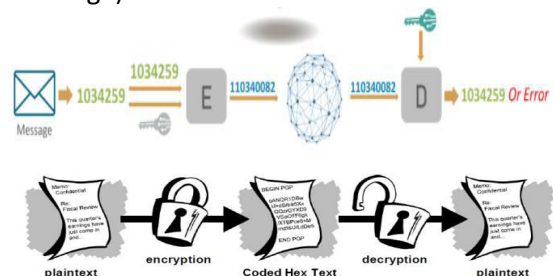 Message
1034259
1034259
E
110340082
110340082
D
1034259 Or Error
Memo:
Confidential
Re:
Fiscal Review
This quarter's
earnings have
just come in
and...
plaintext
encryption
BEGIN PGP
END PGP
Coded Hex Text
decryption
Memo:
Confidential
Re:
Fiscal Review
This quarter's
earnings have
just come in
and...
plaintext